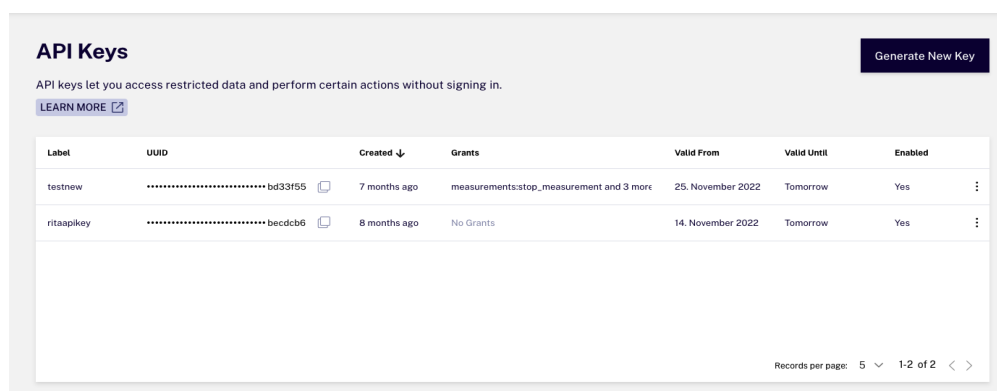 API Keys
Generate New Key
API keys let you access restricted data and perform certain actions without signing in.
LEARN MORE
Label UUID Created Grants Valid From Valid Until Enabled
testnew ••••••••••••••••••••••••••••bd33f55 7 months ago measurements:stop_measurement and 3 more 25. November 2022 Tomorrow Yes
ritaapikey ••••••••••••••••••••••••••••becdcb6 8 months ago No Grants 14. November 2022 Tomorrow Yes
Records per page: 5 1-2 of 2